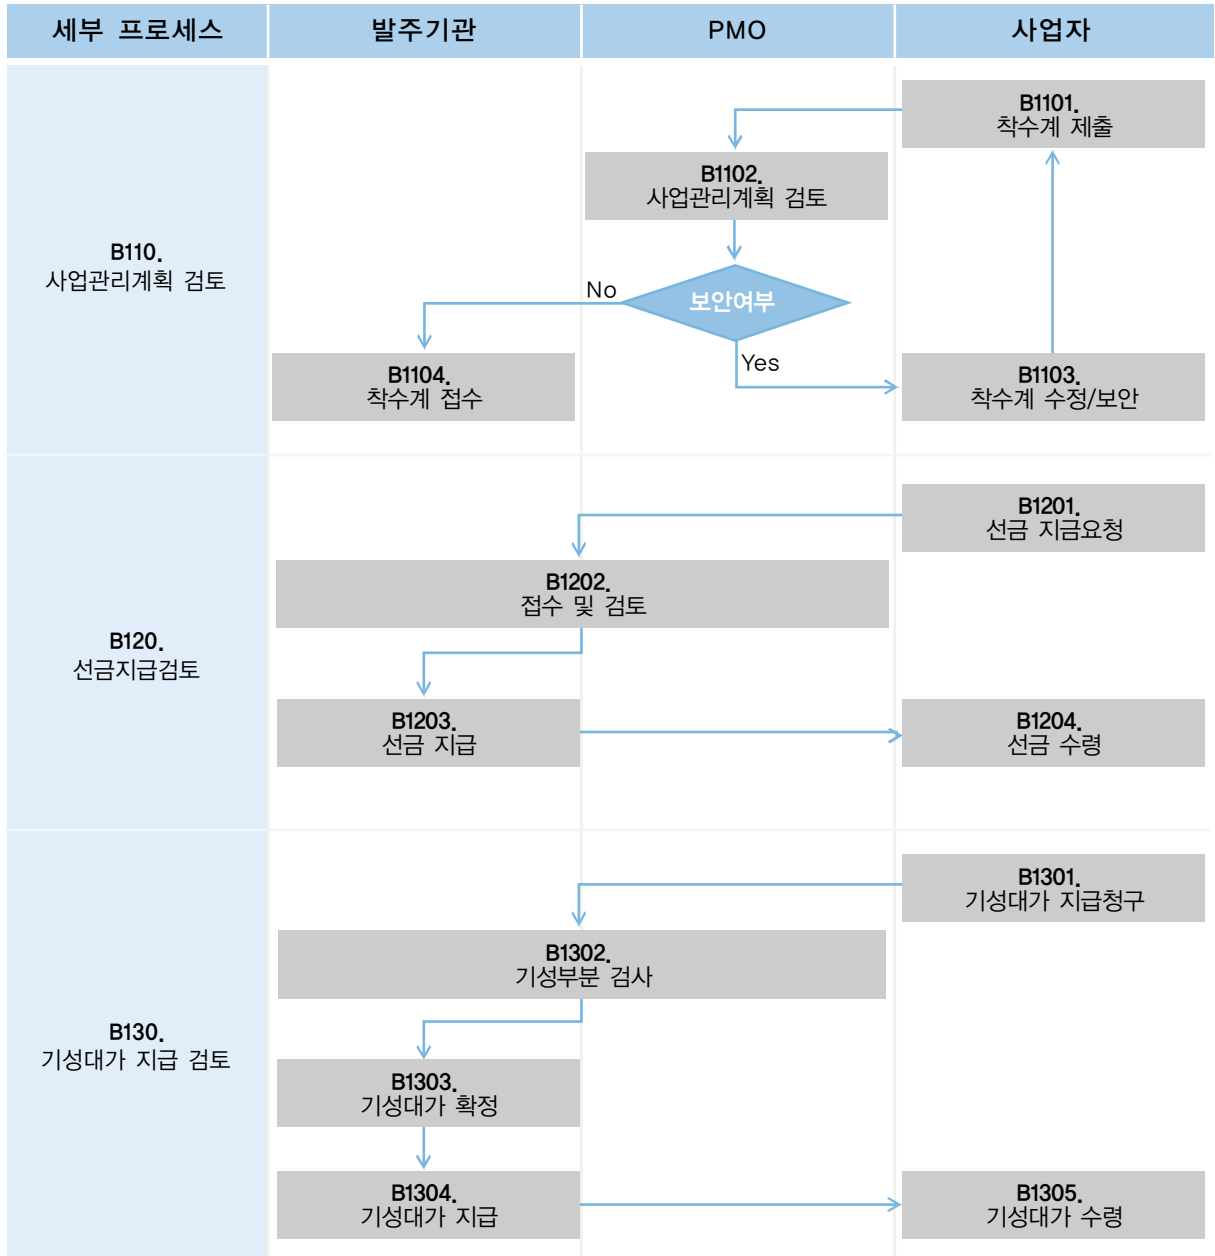 세부 프로세스
발주기관
PMO
사업자
B110.
사업관리계획 검토
B1101.
착수계 제출
B1102.
사업관리계획 검토
보안여부
No
Yes
B1104.
착수계 접수
B1103.
착수계 수정/보안
B120.
선금지급검토
B1201.
선금 지금요청
B1202.
접수 및 검토
B1203.
선금 지급
B1204.
선금 수령
B130.
기성대가 지급 검토
B1301.
기성대가 지급청구
B1302.
기성부분 검사
B1303.
기성대가 확정
B1304.
기성대가 지급
B1305.
기성대가 수령